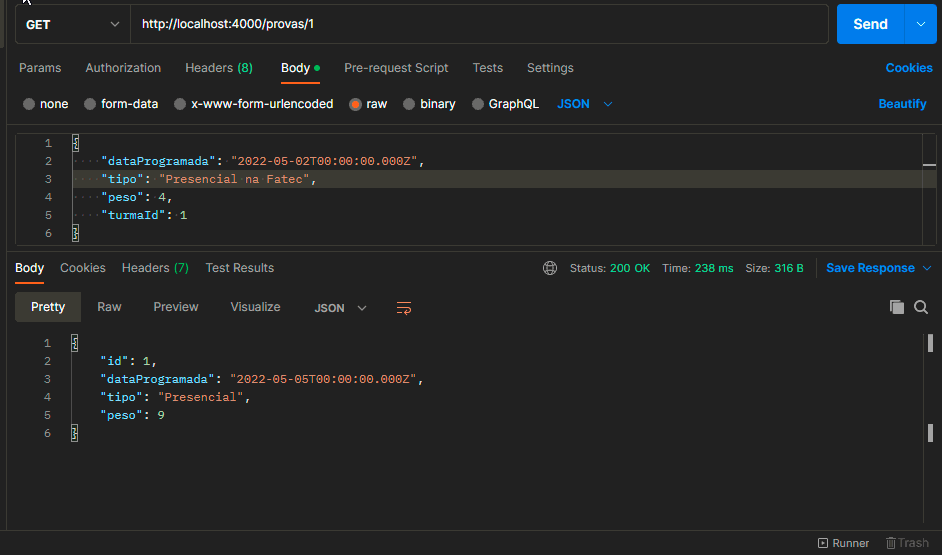 GET http://localhost:4000/provas/1 Send
Params Authorization Headers (8) Body Pre-request Script Tests Settings Cookies
none form-data x-www-form-urlencoded raw binary GraphQL JSON Beautify
1 {
2 "dataProgramada": "2022-05-02T00:00:00.000Z",
3 "tipo": "Presencial na Fatec",
4 "peso": 4,
5 "turmaId": 1
6 }
Body Cookies Headers (7) Test Results Status: 200 OK Time: 238 ms Size: 316 B Save Response
Pretty Raw Preview Visualize JSON
1 {
2 "id": 1,
3 "dataProgramada": "2022-05-05T00:00:00.000Z",
4 "tipo": "Presencial",
5 "peso": 9
6 }
Runner Trash